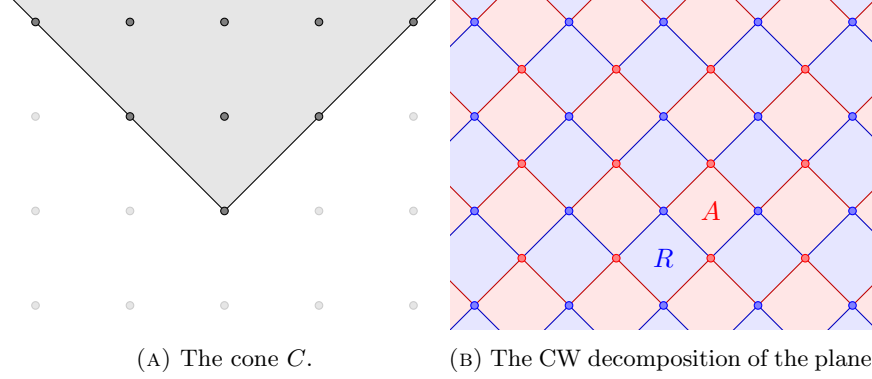 A
R
(A) The cone C.
(B) The CW decomposition of the plane